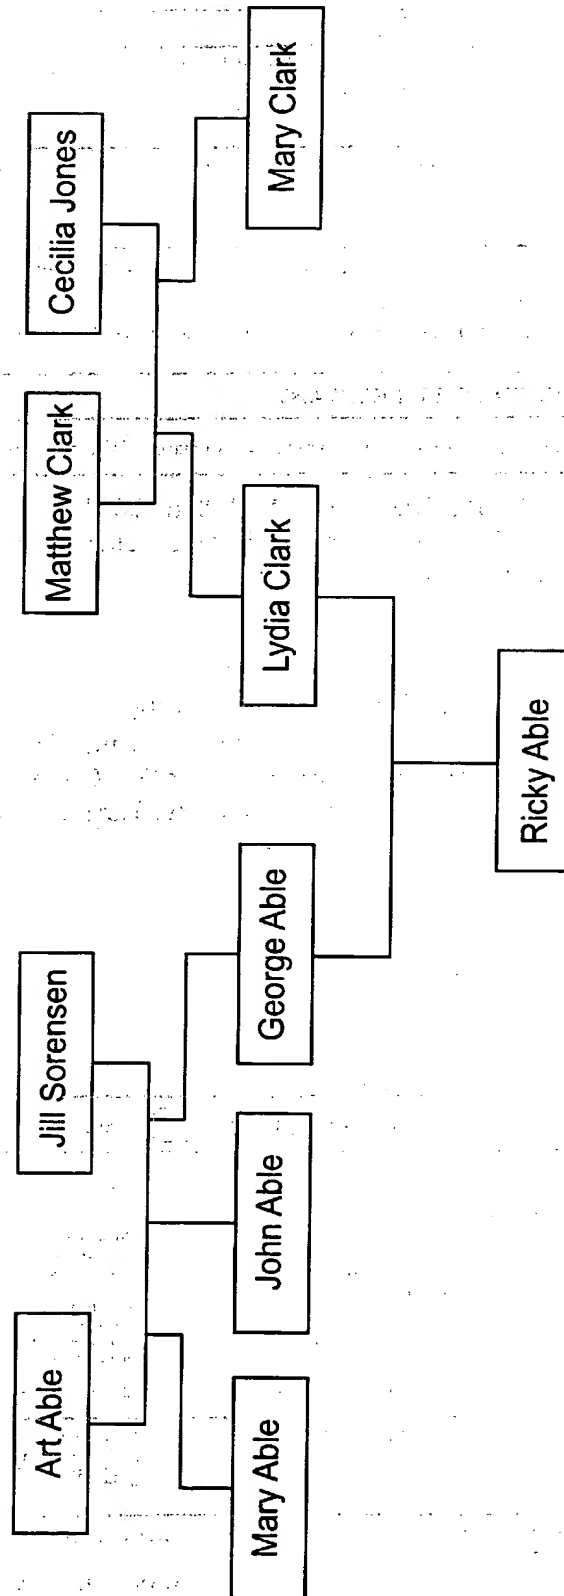 Art Able
Jill Sorensen
Matthew Clark
Cecilia Jones
Mary Able
John Able
George Able
Lydia Clark
Mary Clark
Ricky Able